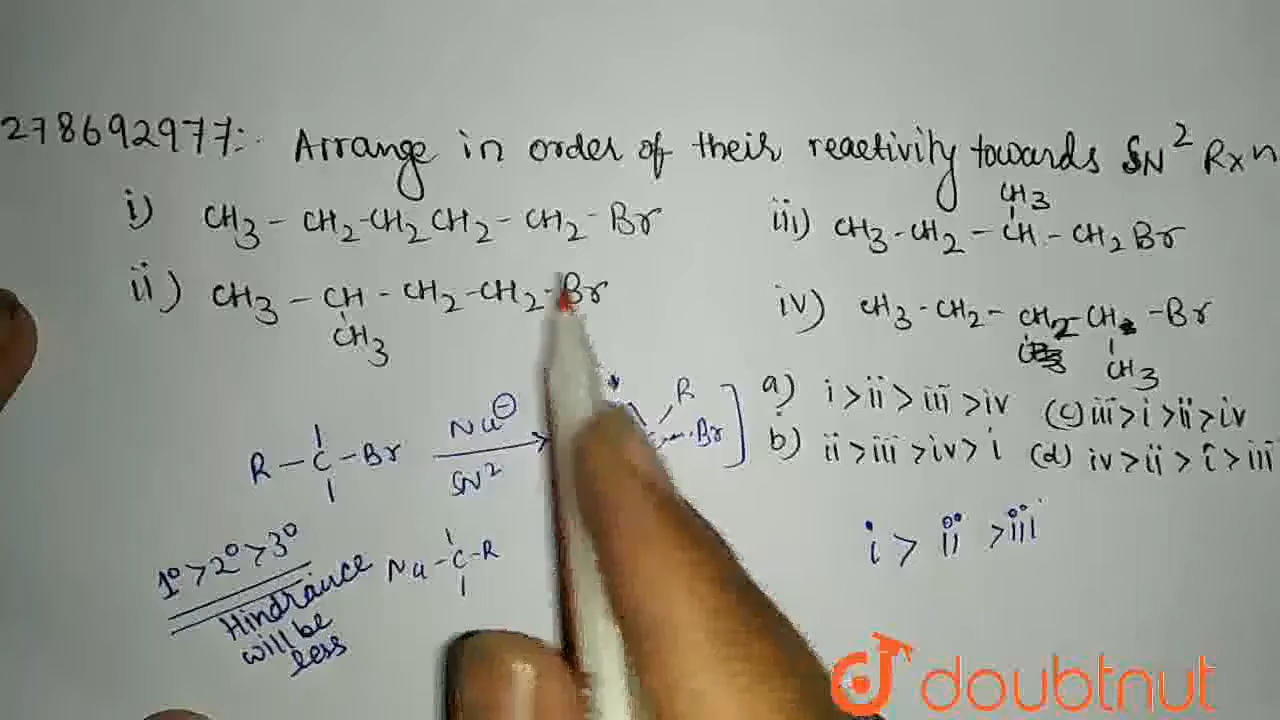 278692977:. Arrange in order of their reactivity towards SN2 Rxn
i) CH3 - CH2 - CH2 CH2 - CH2 - Br
ii) CH3 - CH - CH2 - CH2 - Br
CH3
CH3
iii) CH3 - CH2 - CH - CH2 Br
iv) CH3 - CH2 - CH2 - CH - Br
CH3
a) i > ii > iii > iv
(c) iii > i > ii > iv
b) ii > iii > iv > i
(d) iv > ii > i > iii
R - C - Br
Nu⊖
SN2
R
Br
Nu - C - R
1° > 2° > 3°
Hindrance
will be
less
i > ii > iii
doubtnut